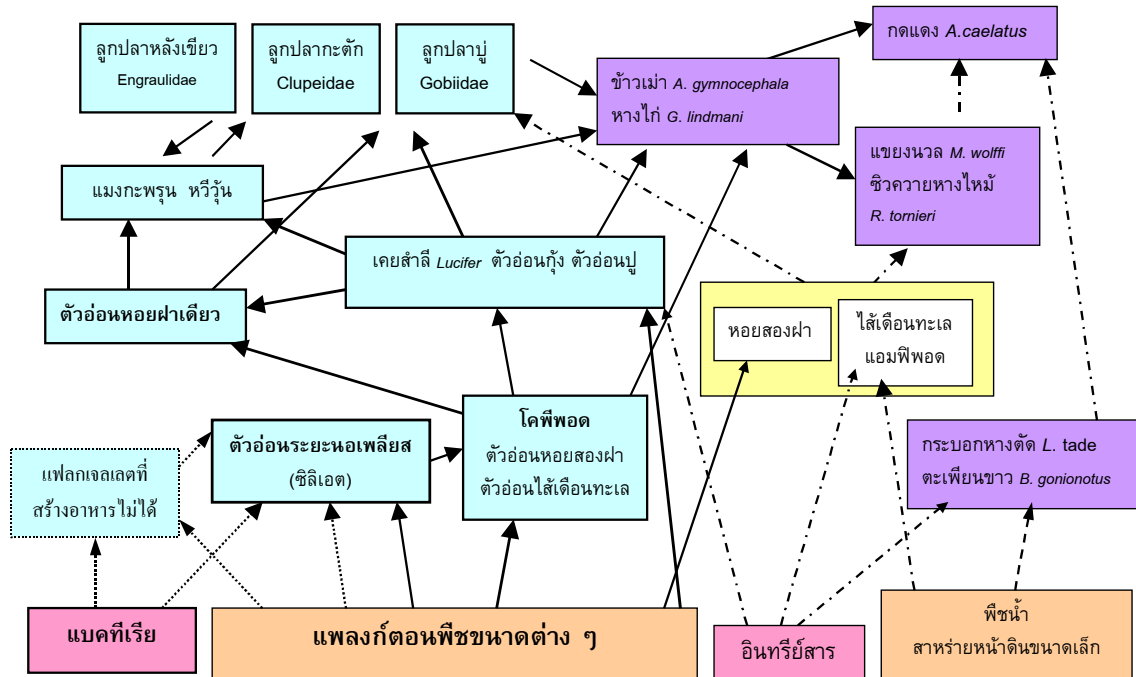 ลูกปลาหลังเขียว
Engraulidae
ลูกปลากะตัก
Clupeidae
ลูกปลาบู่
Gobiidae
กดแดง A.caelatus
ข้าวเม่า A. gymnocephala
หางไก่ G. lindmani
แขยงนวล M. wolffi
ซิวควายหางไหม้
R. tornieri
แมงกะพรุน หวีวุ้น
เคยสำลี Lucifer ตัวอ่อนกุ้ง ตัวอ่อนปู
ตัวอ่อนหอยฝาเดียว
หอยสองฝา
ไส้เดือนทะเล
แอมฟิพอด
โคพีพอด
ตัวอ่อนหอยสองฝา
ตัวอ่อนไส้เดือนทะเล
ตัวอ่อนระยะนอเพลียส
(ซิลิเอต)
แฟลกเจลเลตที่
สร้างอาหารไม่ได้
กระบอกหางตัด L. tade
ตะเพียนขาว B. gonionotus
แบคทีเรีย
แพลงก์ตอนพืชขนาดต่าง ๆ
อินทรีย์สาร
พืชน้ำ
สาหร่ายหน้าดินขนาดเล็ก